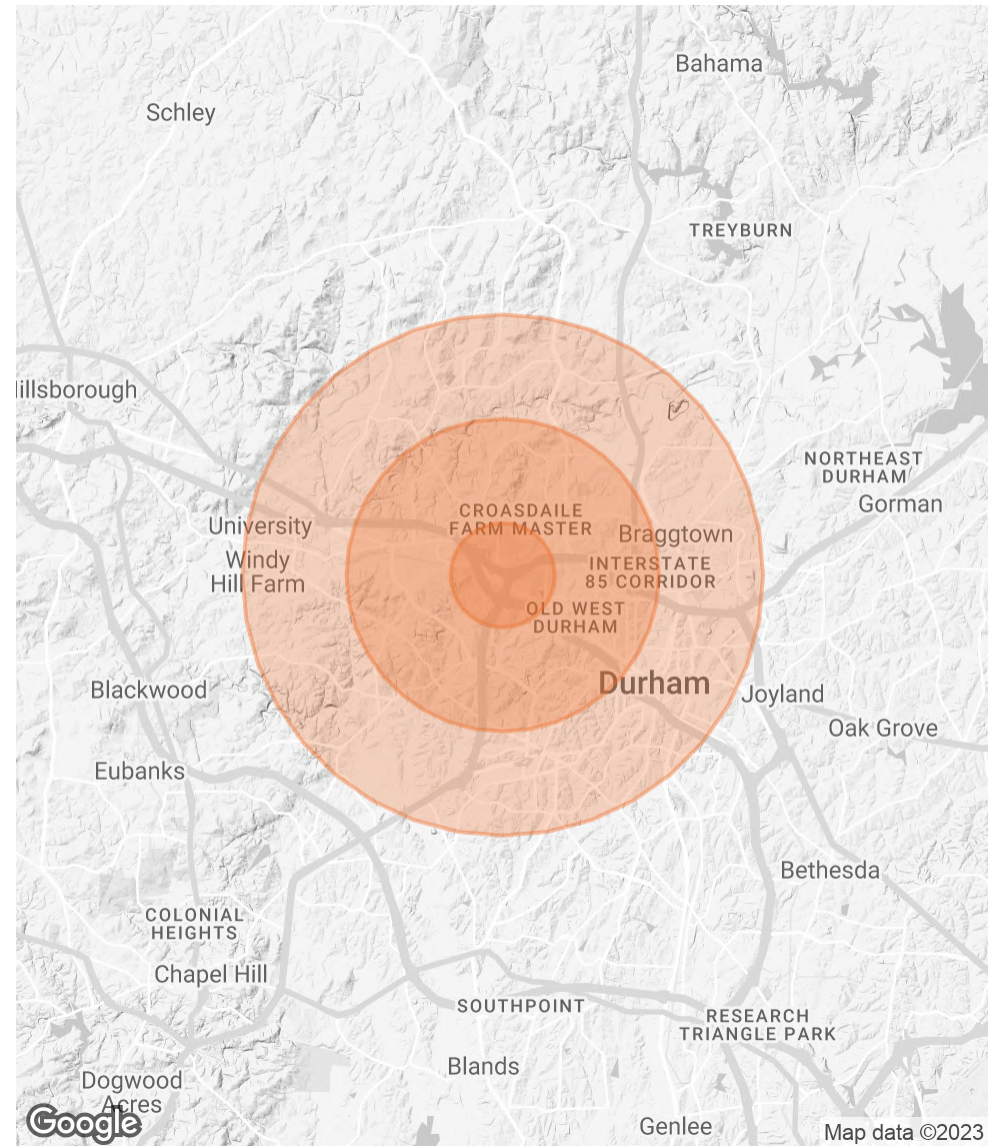 Bahama
Schley
TREYBURN
illsborough
NORTHEAST
DURHAM
Gorman
CROASDAILE
FARM MASTER
University
Braggtown
Windy
Hill Farm
INTERSTATE
85 CORRIDOR
OLD WEST
DURHAM
Durham
Blackwood
Joyland
Oak Grove
Eubanks
Bethesda
COLONIAL
HEIGHTS
Chapel Hill
SOUTHPOINT
RESEARCH
TRIANGLE PARK
Blands
Dogwood
Acres
Google
Genlee
Map data ©2023